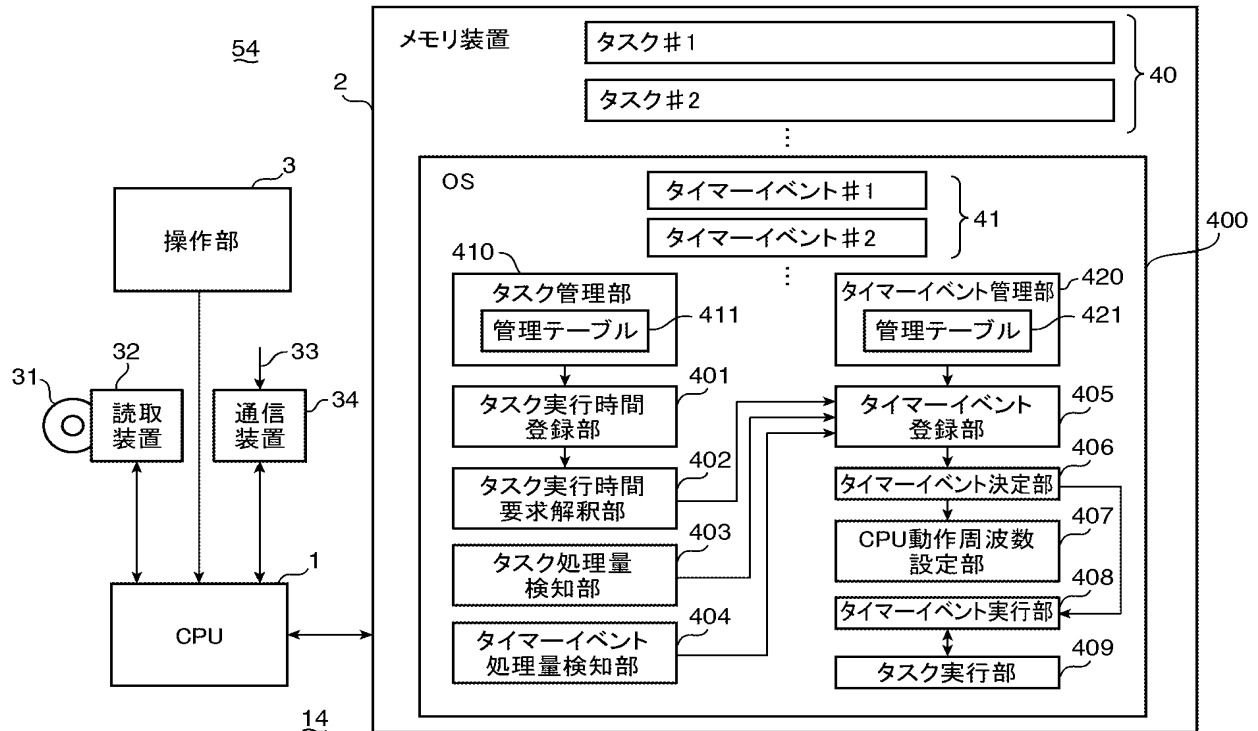 54
メモリ装置
2
タスク♯1
タスク♯2
40
⋮
OS
タイマーイベント♯1
タイマーイベント♯2
41
400
⋮
3
操作部
410
タスク管理部
管理テーブル
411
タイマーイベント管理部
420
管理テーブル
421
31
32
読取
装置
33
通信
装置
34
タスク実行時間
登録部
401
タイマーイベント
登録部
405
タスク実行時間
要求解釈部
402
タイマーイベント決定部
406
タスク処理量
検知部
403
CPU動作周波数
設定部
407
1
CPU
タイマーイベント
処理量検知部
404
タイマーイベント実行部
408
タスク実行部
409
14